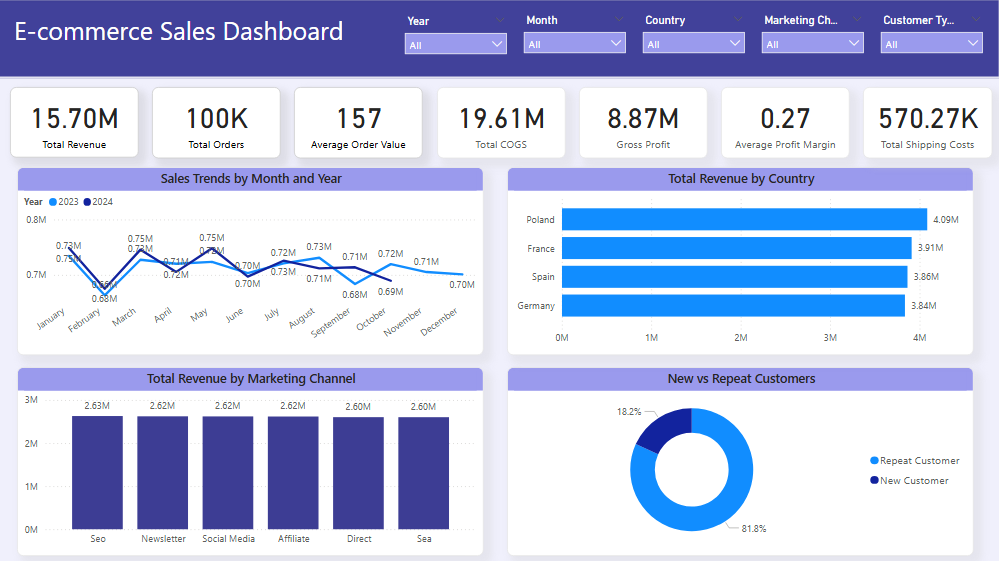 E-commerce Sales Dashboard
Year
Month
Country
Marketing Ch...
Customer Ty...
All
All
All
All
All
15.70M
Total Revenue
100K
Total Orders
157
Average Order Value
19.61M
Total COGS
8.87M
Gross Profit
0.27
Average Profit Margin
570.27K
Total Shipping Costs
Sales Trends by Month and Year
Year 2023 2024
0.8M
0.7M
0.73M
0.75M
0.68M
0.75M
0.71M
0.72M
0.75M
0.72M
0.70M
0.70M
0.72M
0.73M
0.73M
0.71M
0.71M
0.68M
0.72M
0.69M
0.71M
0.70M
January
February
March
April
May
June
July
August
September
October
November
December
Total Revenue by Country
Poland 4.09M
France 3.91M
Spain 3.86M
Germany 3.84M
0M 1M 2M 3M 4M
Total Revenue by Marketing Channel
3M
2M
1M
0M
2.63M 2.62M 2.62M 2.62M 2.60M 2.60M
Seo Newsletter Social Media Affiliate Direct Sea
New vs Repeat Customers
18.2%
81.8%
Repeat Customer
New Customer